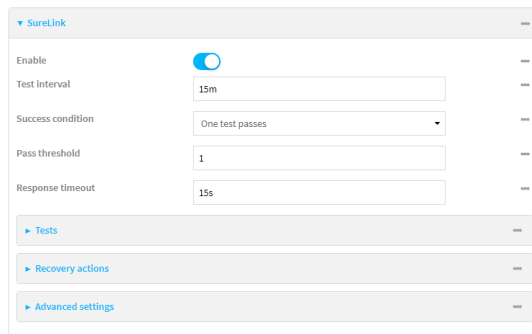 SureLink
Enable
Test interval
15m
Success condition
One test passes
Pass threshold
1
Response timeout
15s
Tests
Recovery actions
Advanced settings